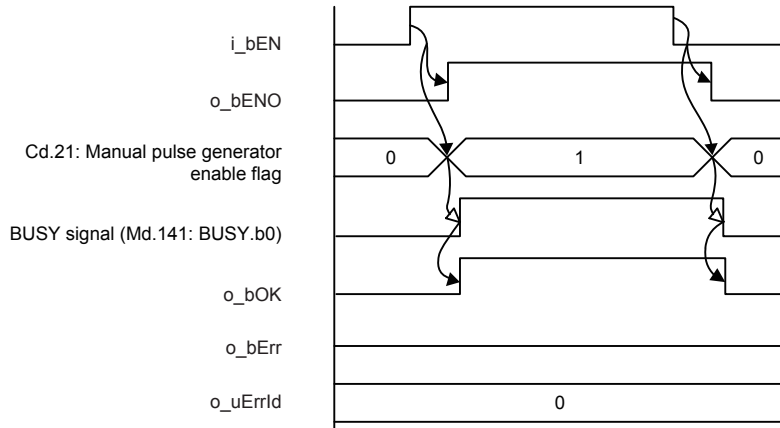 i_bEN
o_bENO
Cd.21: Manual pulse generator
enable flag
0 1 0
BUSY signal (Md.141: BUSY.b0)
o_bOK
o_bErr
o_uErrId
0